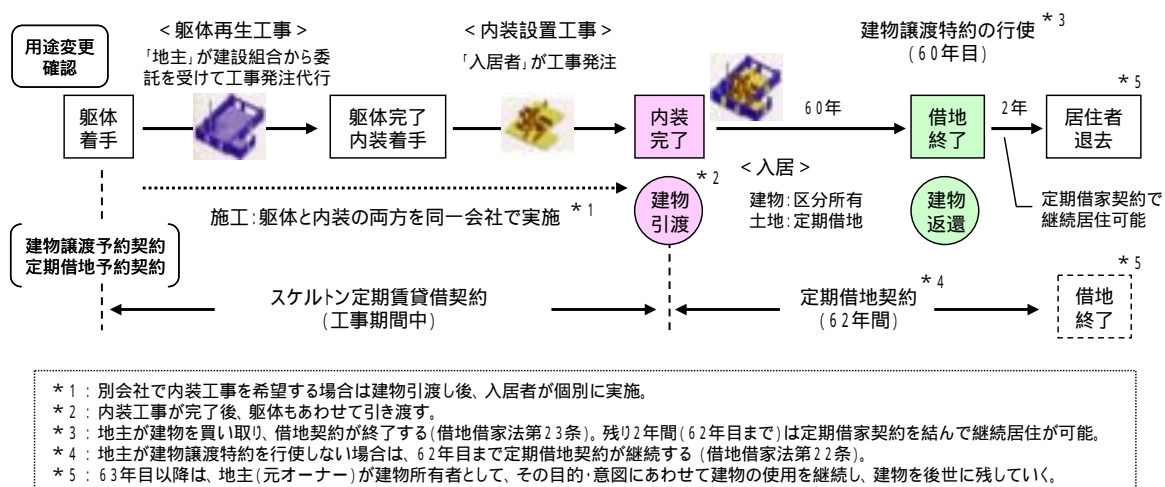 用途変更
確認
<躯体再生工事>
「地主」が建設組合から委
託を受けて工事発注代行
<内装設置工事>
「入居者」が工事発注
建物譲渡特約の行使 *3
(60年目)
躯体
着手
躯体完了
内装着手
内装
完了
60年
借地
終了
2年
*5
居住者
退去
*2
<入居>
建物:区分所有
土地:定期借地
建物
引渡
建物
返還
定期借家契約で
継続居住可能
施工:躯体と内装の両方を同一会社で実施 *1
建物譲渡予約契約
定期借地予約契約
スケルトン定期賃貸借契約
(工事期間中)
定期借地契約 *4
(62年間)
*5
借地
終了
*1:別会社で内装工事を希望する場合は建物引渡し後、入居者が個別に実施。
*2:内装工事が完了後、躯体もあわせて引き渡す。
*3:地主が建物を買い取り、借地契約が終了する(借地借家法第23条)。残り2年間(62年目まで)は定期借家契約を結んで継続居住が可能。
*4:地主が建物譲渡特約を行使しない場合は、62年目まで定期借地契約が継続する(借地借家法第22条)。
*5:63年目以降は、地主(元オーナー)が建物所有者として、その目的・意図にあわせて建物の使用を継続し、建物を後世に残していく。